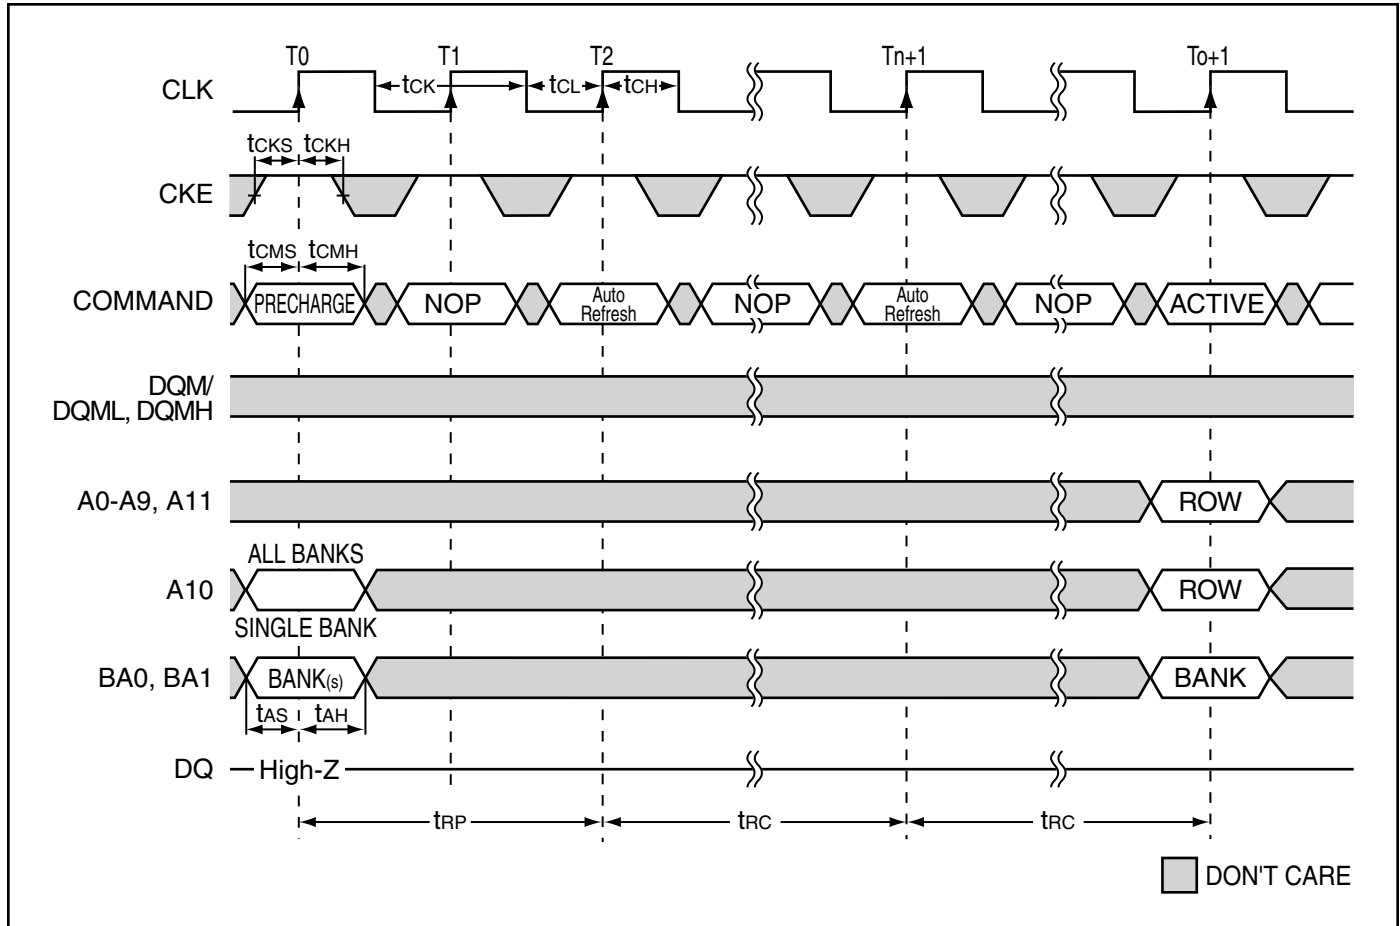 T0 T1 T2 Tn+1 To+1
CLK tCK tCL tCH
tCKS tCKH
CKE
tCMS tCMH
COMMAND PRECHARGE NOP Auto Refresh NOP Auto Refresh NOP ACTIVE
DQM/
DQML, DQMH
A0-A9, A11 ROW
ALL BANKS
A10 ROW
SINGLE BANK
BA0, BA1 BANK(s) BANK
tAS tAH
DQ High-Z
tRP tRC tRC
DON'T CARE